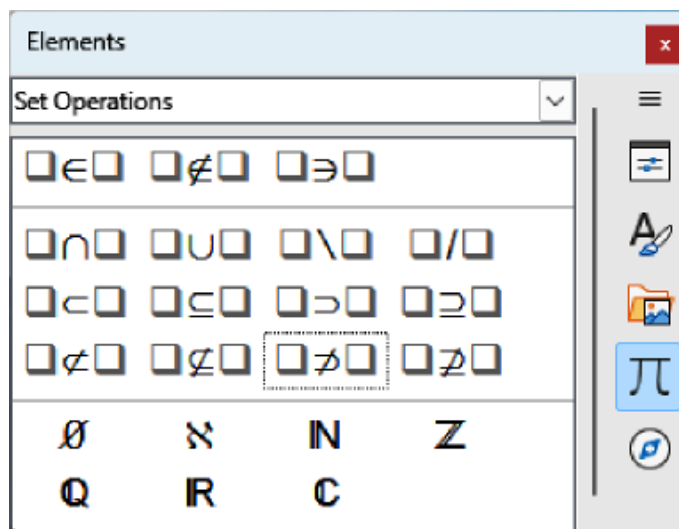 Elements
x
Set Operations
□∈□ □∉□ □∋□
□∩□ □∪□ □\□ □/□
□⊂□ □⊆□ □⊃□ □⊇□
□⊄□ □⊈□ □⊅□ □⊉□
∅ ℵ ℕ ℤ
ℚ ℝ ℂ